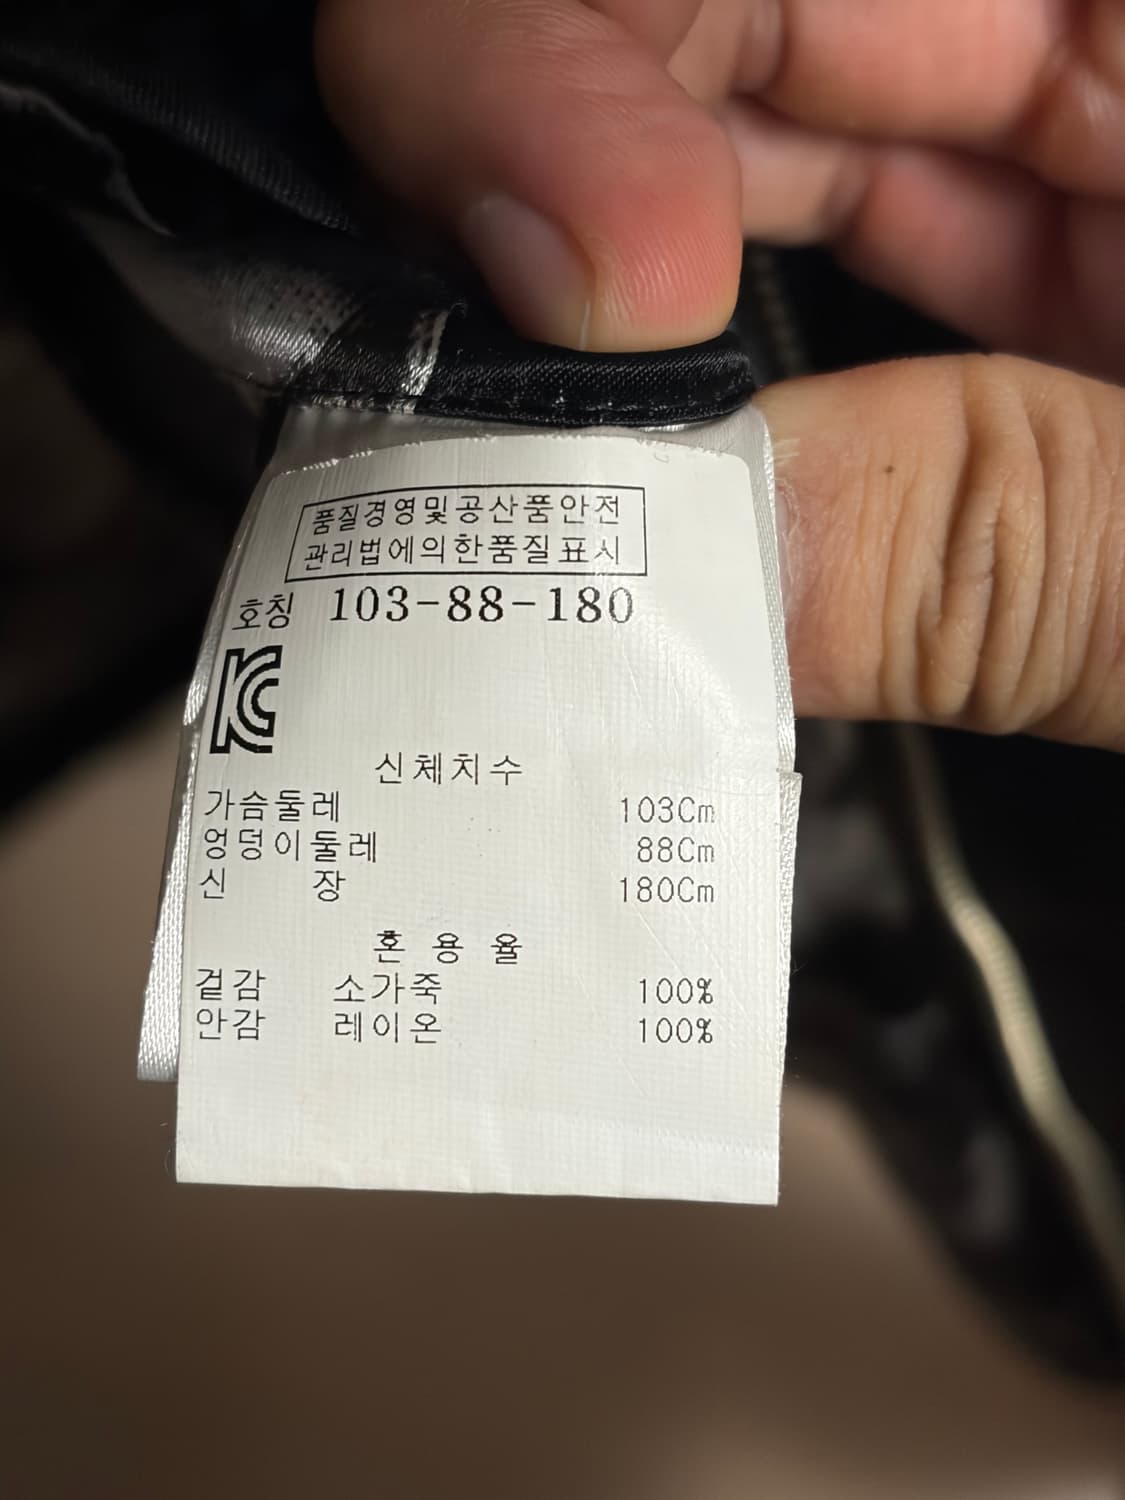 품질경영및공산품안전
관리법에의한품질표시
호칭 103-88-180
신체치수
가슴둘레 103Cm
엉덩이둘레 88Cm
신 장 180Cm
혼 용 율
겉감 소가죽 100%
안감 레이온 100%